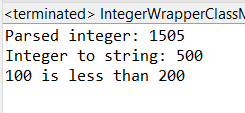 <terminated> IntegerWrapperClassM
Parsed integer: 1505
Integer to string: 500
100 is less than 200